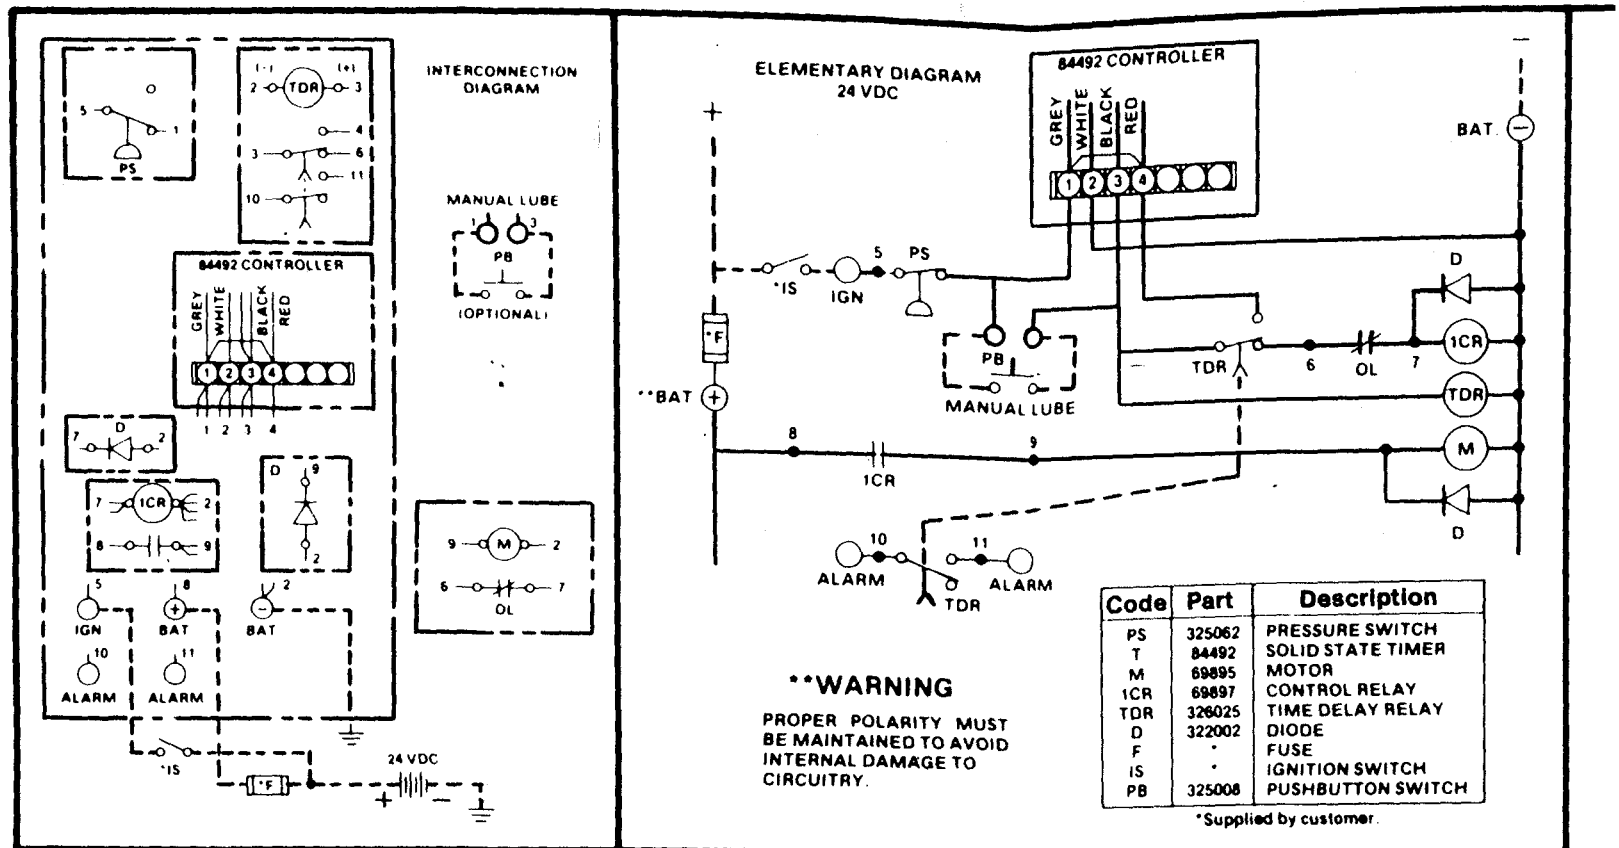 INTERCONNECTION
DIAGRAM
(-) (+)
2 TDR 3
4
3 6
11
10
5
1
PS
MANUAL LUBE
1 3
PB
(OPTIONAL)
84492 CONTROLLER
GREY
WHITE
BLACK
RED
1 2 3 4
1 2 3 4
D
7 2
D 9
2
7 1CR 2
8 9
9 M 2
6 7
OL
5 8 2
+ −
IGN BAT BAT
10 11
ALARM ALARM
*IS
24 VDC
*F
+ −
ELEMENTARY DIAGRAM
24 VDC
84492 CONTROLLER
GREY
WHITE
BLACK
RED
1 2 3 4
+
−
BAT. −
5 PS
*IS IGN
D
*F
PB
TDR 6 OL 7 1CR
**BAT +
MANUAL LUBE
TDR
8 9 M
1CR
D
10 11
ALARM ALARM
TDR
**WARNING
PROPER POLARITY MUST
BE MAINTAINED TO AVOID
INTERNAL DAMAGE TO
CIRCUITRY.
Code Part Description
PS 325062 PRESSURE SWITCH
T 84492 SOLID STATE TIMER
M 69895 MOTOR
1CR 69897 CONTROL RELAY
TDR 326025 TIME DELAY RELAY
D 322002 DIODE
F * FUSE
IS * IGNITION SWITCH
PB 325008 PUSHBUTTON SWITCH
*Supplied by customer.